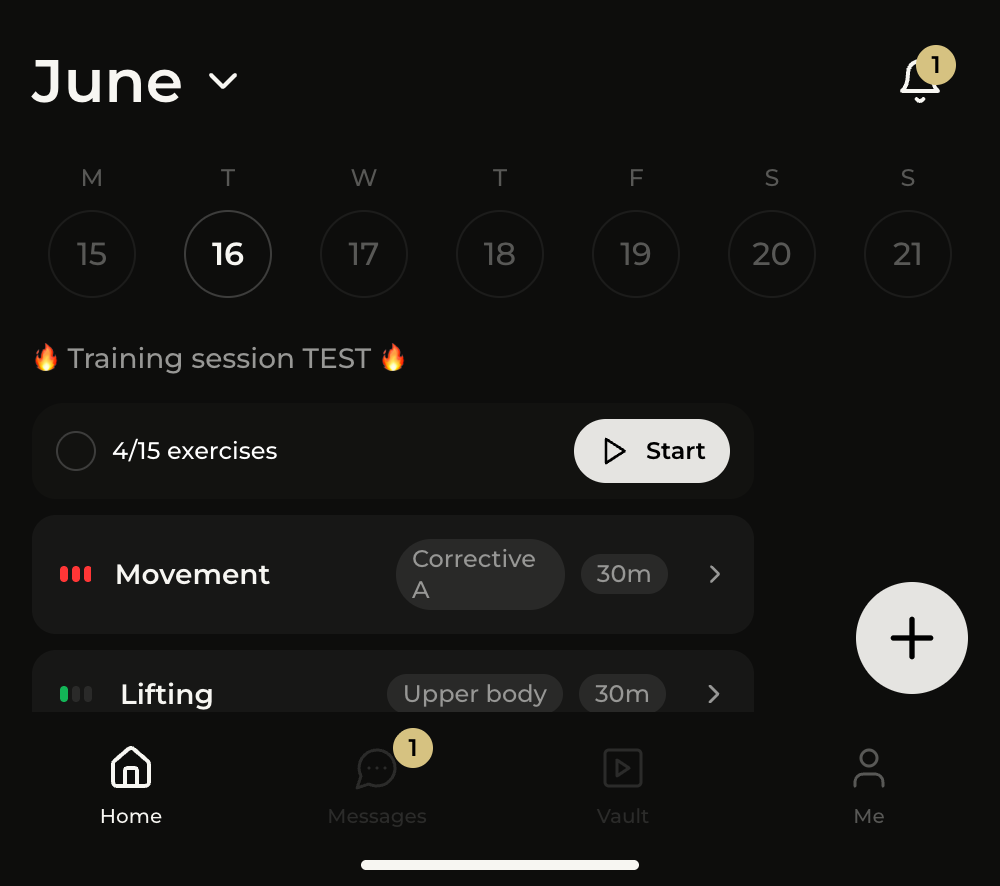 June
1
M T W T F S S
15 16 17 18 19 20 21
🔥 Training session TEST 🔥
4/15 exercises Start
Movement Corrective A 30m
Lifting Upper body 30m
1
Home Messages Vault Me